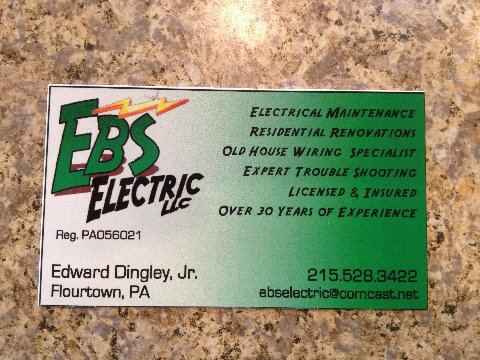 EBS
ELECTRIC
LLC
Reg. PA056021
Edward Dingley, Jr.
Flourtown, PA
ELECTRICAL MAINTENANCE
RESIDENTIAL RENOVATIONS
OLD HOUSE WIRING SPECIALIST
EXPERT TROUBLE SHOOTING
LICENSED & INSURED
OVER 30 YEARS OF EXPERIENCE
215.528.3422
ebselectric@comcast.net